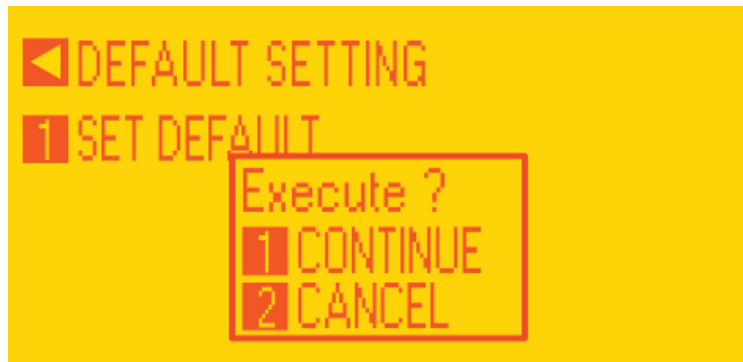 DEFAULT SETTING
1 SET DEFAULT
Execute ?
1 CONTINUE
2 CANCEL